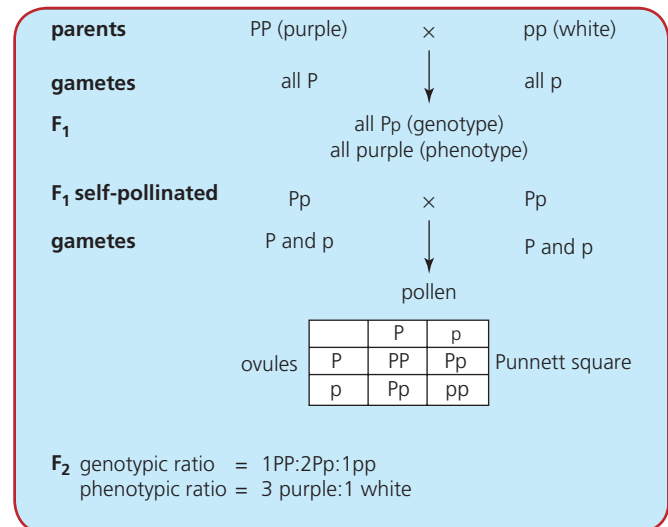 parents PP (purple) × pp (white)
gametes all P all p
F₁ all Pp (genotype)
all purple (phenotype)
F₁ self-pollinated Pp × Pp
gametes P and p P and p
pollen
P p
ovules P PP Pp Punnett square
p Pp pp
F₂ genotypic ratio = 1PP:2Pp:1pp
phenotypic ratio = 3 purple:1 white